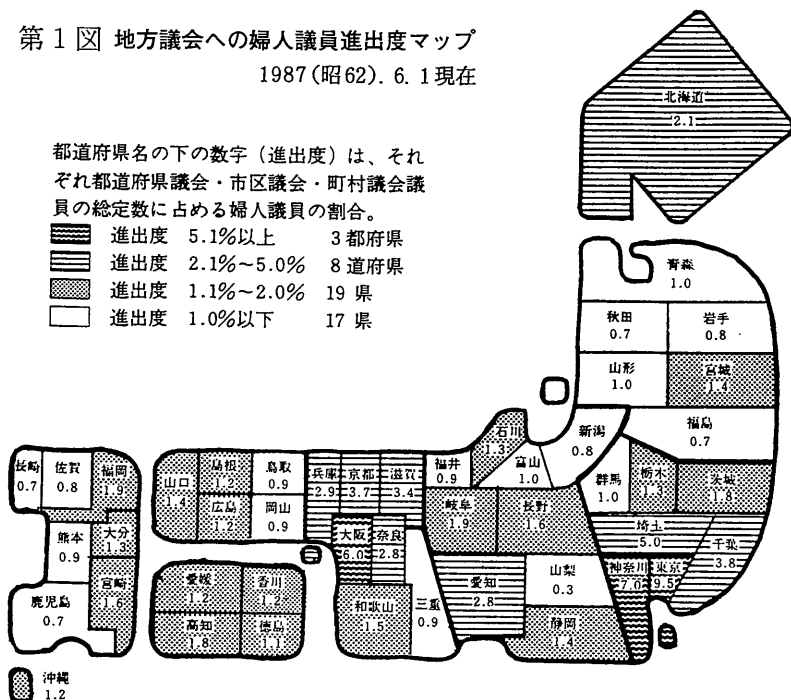 第1図 地方議会への婦人議員進出度マップ
1987(昭62). 6. 1現在
都道府県名の下の数字（進出度）は、それ
ぞれ都道府県議会・市区議会・町村議会議
員の総定数に占める婦人議員の割合。
進出度 5.1%以上 3都府県
進出度 2.1%～5.0% 8道府県
進出度 1.1%～2.0% 19県
進出度 1.0%以下 17県
北海道
2.1
青森
1.0
秋田
0.7
岩手
0.8
山形
1.0
宮城
1.4
福島
0.7
新潟
0.8
群馬
1.0
栃木
1.3
茨城
1.8
埼玉
5.0
千葉
3.8
神奈川
7.0
東京
9.5
石川
1.3
富山
1.0
福井
0.9
岐阜
1.9
長野
1.6
山梨
0.3
愛知
2.8
静岡
1.4
三重
0.9
兵庫
2.9
京都
3.7
滋賀
3.4
大阪
6.0
奈良
2.8
和歌山
1.5
山口
1.4
島根
1.2
鳥取
0.9
広島
1.2
岡山
0.9
愛媛
1.2
香川
1.2
高知
1.8
徳島
1.1
長崎
0.7
佐賀
0.8
福岡
1.9
熊本
0.9
大分
1.3
宮崎
1.6
鹿児島
0.7
沖縄
1.2